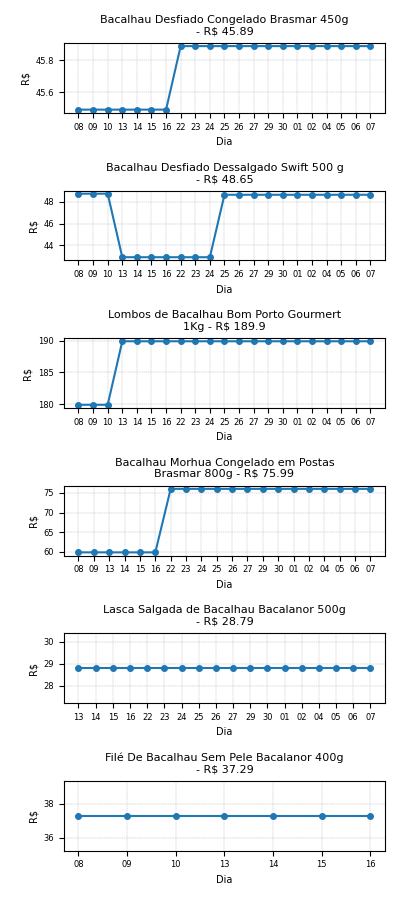 Bacalhau Desfiado Congelado Brasmar 450g
- R$ 45.89
R$
45.8
45.6
08 09 10 13 14 15 16 22 23 24 25 26 27 29 30 01 02 04 05 06 07
Dia
Bacalhau Desfiado Dessalgado Swift 500 g
- R$ 48.65
R$
48
46
44
08 09 10 13 14 15 16 22 23 24 25 26 27 29 30 01 02 04 05 06 07
Dia
Lombos de Bacalhau Bom Porto Gourmert
1Kg - R$ 189.9
R$
190
185
180
08 09 10 13 14 15 16 22 23 24 25 26 27 29 30 01 02 04 05 06 07
Dia
Bacalhau Morhua Congelado em Postas
Brasmar 800g - R$ 75.99
R$
75
70
65
60
08 09 13 14 15 16 22 23 24 25 26 27 29 30 01 02 04 05 06 07
Dia
Lasca Salgada de Bacalhau Bacalanor 500g
- R$ 28.79
R$
30
29
28
13 14 15 16 22 23 24 25 26 27 29 30 01 02 04 05 06 07
Dia
Filé De Bacalhau Sem Pele Bacalanor 400g
- R$ 37.29
R$
38
36
08 09 10 13 14 15 16
Dia